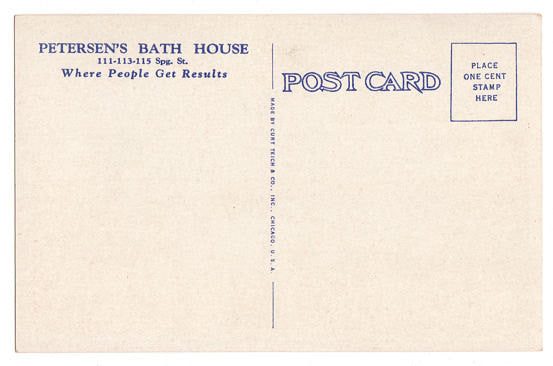 PETERSEN'S BATH HOUSE
111-113-115 Spg. St.
Where People Get Results
POST CARD
PLACE
ONE CENT
STAMP
HERE
MADE BY CURT TEICH & CO., INC., CHICAGO, U.S.A.